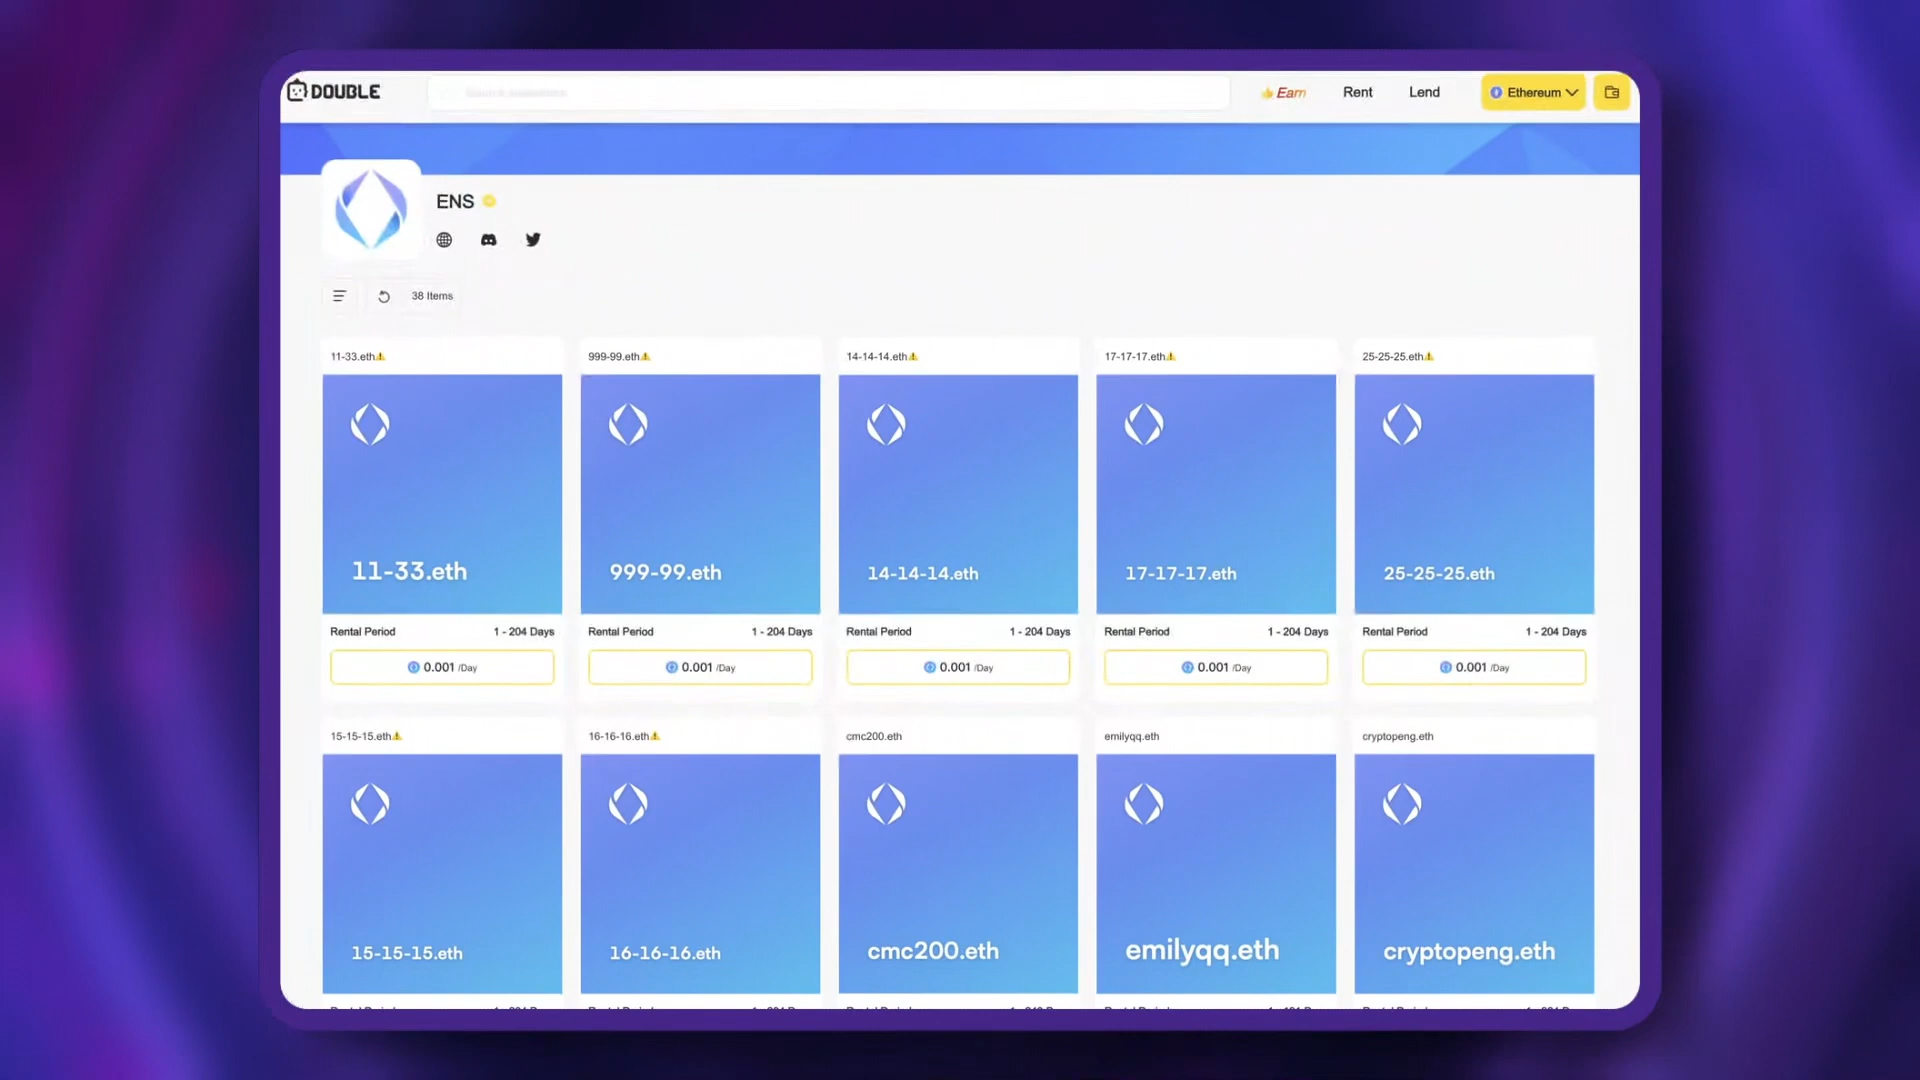 DOUBLE
Earn Rent Lend Ethereum
ENS
38 Items
11-33.eth 999-99.eth 14-14-14.eth 17-17-17.eth 25-25-25.eth
11-33.eth 999-99.eth 14-14-14.eth 17-17-17.eth 25-25-25.eth
Rental Period 1 - 204 Days Rental Period 1 - 204 Days Rental Period 1 - 204 Days Rental Period 1 - 204 Days Rental Period 1 - 204 Days
0.001 /Day 0.001 /Day 0.001 /Day 0.001 /Day 0.001 /Day
15-15-15.eth 16-16-16.eth cmc200.eth emilyqq.eth cryptopeng.eth
15-15-15.eth 16-16-16.eth cmc200.eth emilyqq.eth cryptopeng.eth